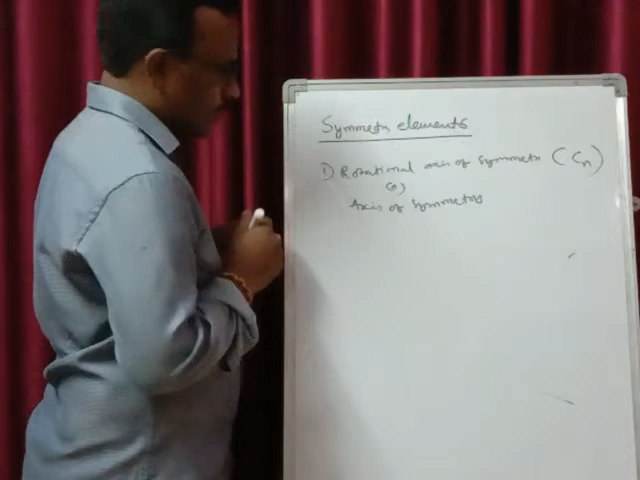 Symmetry elements
1) Rotational axis of symmetry (Cn)
(or)
Axis of symmetry